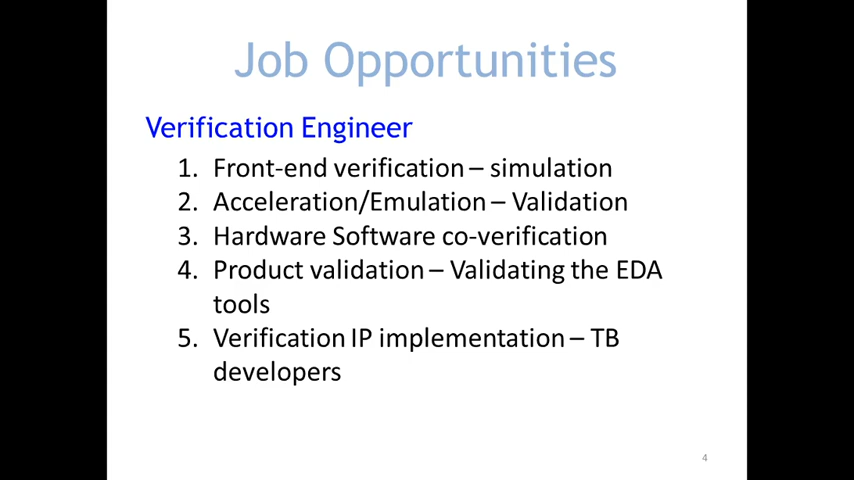 Job Opportunities
Verification Engineer
1. Front-end verification – simulation
2. Acceleration/Emulation – Validation
3. Hardware Software co-verification
4. Product validation – Validating the EDA
tools
5. Verification IP implementation – TB
developers
4